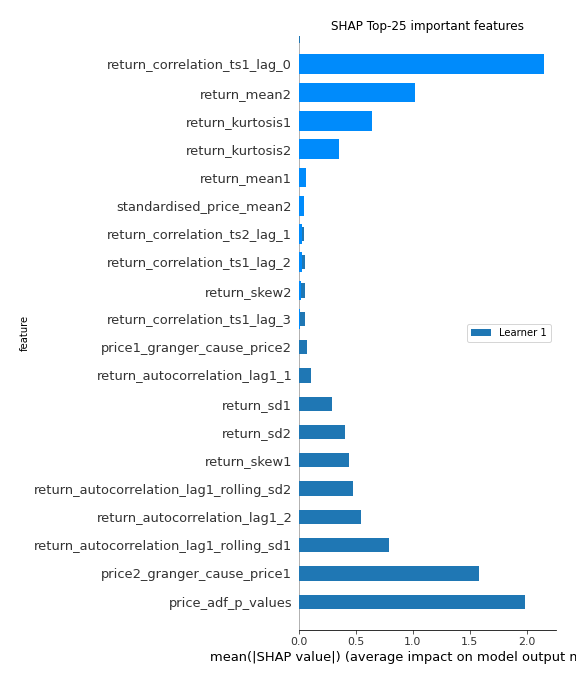 SHAP Top-25 important features
return_correlation_ts1_lag_0
return_mean2
return_kurtosis1
return_kurtosis2
return_mean1
standardised_price_mean2
return_correlation_ts2_lag_1
return_correlation_ts1_lag_2
return_skew2
return_correlation_ts1_lag_3
price1_granger_cause_price2
return_autocorrelation_lag1_1
return_sd1
return_sd2
return_skew1
return_autocorrelation_lag1_rolling_sd2
return_autocorrelation_lag1_2
return_autocorrelation_lag1_rolling_sd1
price2_granger_cause_price1
price_adf_p_values
feature
Learner 1
0.0 0.5 1.0 1.5 2.0
mean(|SHAP value|) (average impact on model output